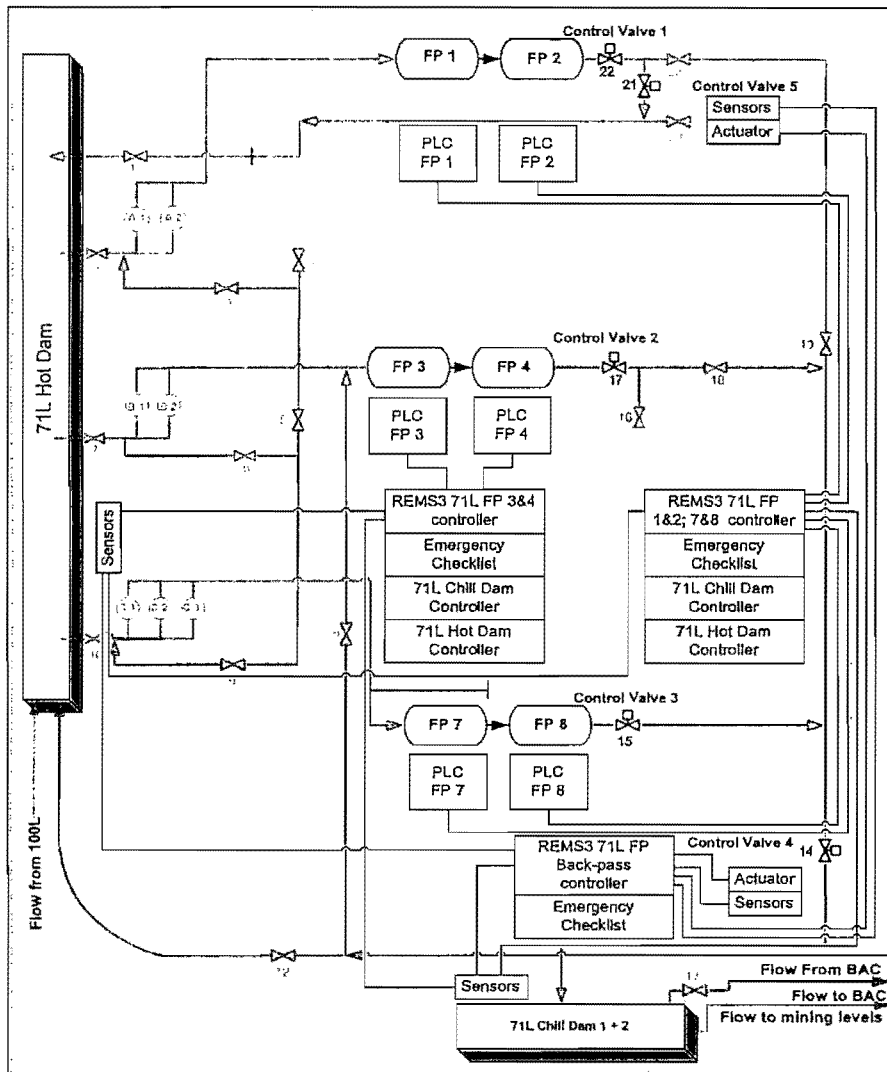 Control Valve 1
FP 1
FP 2
22
21
Control Valve 5
Sensors
Actuator
PLC
FP 1
PLC
FP 2
71L Hot Dam
Control Valve 2
FP 3
FP 4
17
18
16
PLC
FP 3
PLC
FP 4
Sensors
REMS3 71L FP 3&4
controller
Emergency
Checklist
71L Chill Dam
Controller
71L Hot Dam
Controller
REMS3 71L FP
1&2; 7&8 controller
Emergency
Checklist
71L Chill Dam
Controller
71L Hot Dam
Controller
Control Valve 3
FP 7
FP 8
15
PLC
FP 7
PLC
FP 8
Flow from 100L
REMS3 71L FP
Back-pass
controller
Emergency
Checklist
Control Valve 4
14
Actuator
Sensors
12
Sensors
Flow From BAC
Flow to BAC
Flow to mining levels
71L Chill Dam 1 + 2